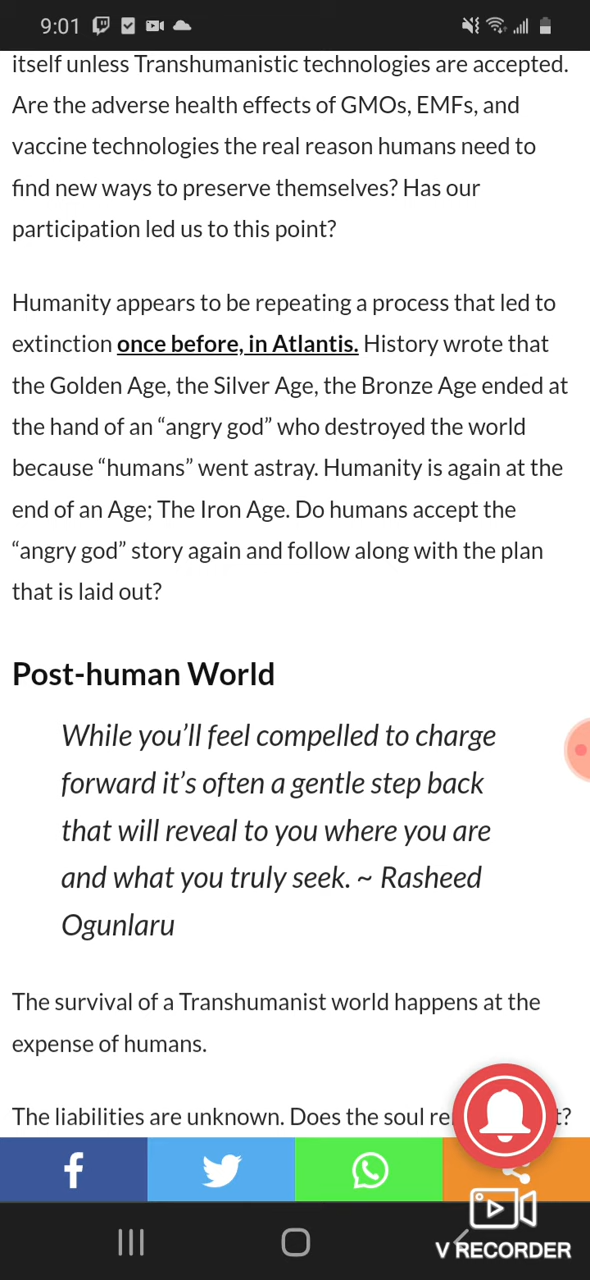 9:01
itself unless Transhumanistic technologies are accepted.
Are the adverse health effects of GMOs, EMFs, and
vaccine technologies the real reason humans need to
find new ways to preserve themselves? Has our
participation led us to this point?
Humanity appears to be repeating a process that led to
extinction once before, in Atlantis. History wrote that
the Golden Age, the Silver Age, the Bronze Age ended at
the hand of an “angry god” who destroyed the world
because “humans” went astray. Humanity is again at the
end of an Age; The Iron Age. Do humans accept the
“angry god” story again and follow along with the plan
that is laid out?
Post-human World
While you’ll feel compelled to charge
forward it’s often a gentle step back
that will reveal to you where you are
and what you truly seek. ~ Rasheed
Ogunlaru
The survival of a Transhumanist world happens at the
expense of humans.
The liabilities are unknown. Does the soul
V RECORDER